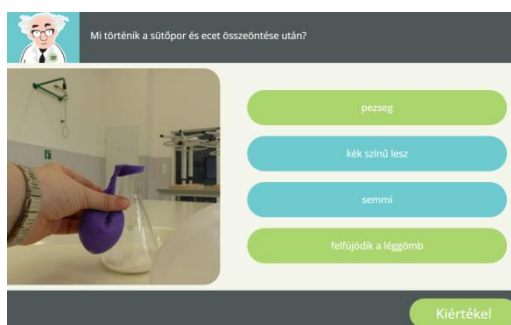 Mi történik a sütőpor és ecet összeöntése után?
pezseg
kék színű lesz
semmi
felfújódik a léggömb
Kiértékel